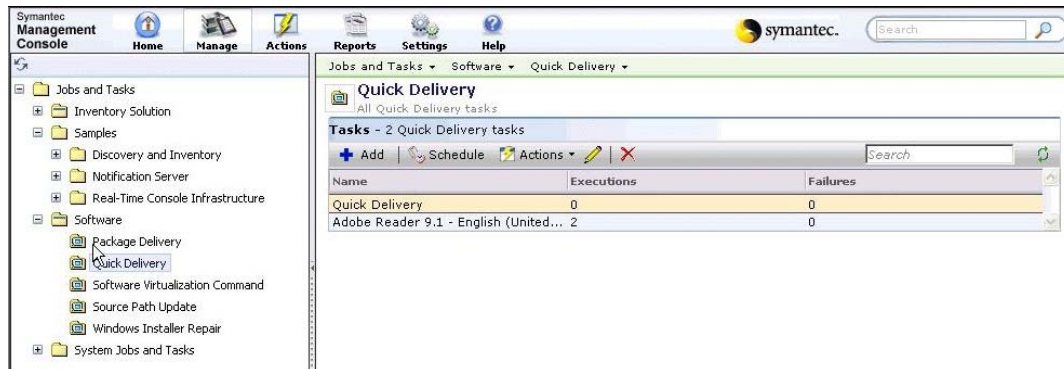 Symantec
Management
Console
Home
Manage
Actions
Reports
Settings
Help
symantec.
Search
Jobs and Tasks
Inventory Solution
Samples
Discovery and Inventory
Notification Server
Real-Time Console Infrastructure
Software
Package Delivery
Quick Delivery
Software Virtualization Command
Source Path Update
Windows Installer Repair
System Jobs and Tasks
Jobs and Tasks Software Quick Delivery
Quick Delivery
All Quick Delivery tasks
Tasks - 2 Quick Delivery tasks
Add Schedule Actions Search
Name Executions Failures
Quick Delivery 0 0
Adobe Reader 9.1 - English (United... 2 0